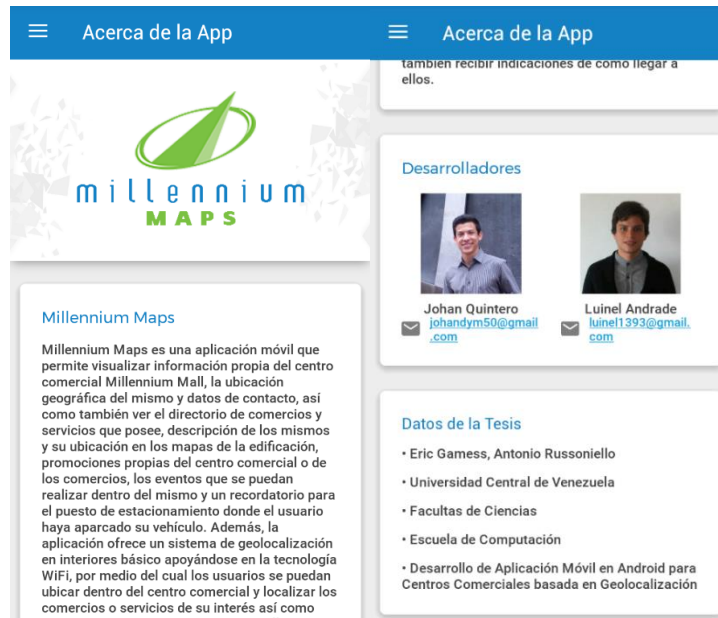 Acerca de la App
millennium
MAPS
Millennium Maps
Millennium Maps es una aplicación móvil que
permite visualizar información propia del centro
comercial Millennium Mall, la ubicación
geográfica del mismo y datos de contacto, así
como también ver el directorio de comercios y
servicios que posee, descripción de los mismos
y su ubicación en los mapas de la edificación,
promociones propias del centro comercial o de
los comercios, los eventos que se puedan
realizar dentro del mismo y un recordatorio para
el puesto de estacionamiento donde el usuario
haya aparcado su vehículo. Además, la
aplicación ofrece un sistema de geolocalización
en interiores básico apoyándose en la tecnología
WiFi, por medio del cual los usuarios se puedan
ubicar dentro del centro comercial y localizar los
comercios o servicios de su interés así como
Acerca de la App
también recibir indicaciones de como llegar a
ellos.
Desarrolladores
Johan Quintero
johandym50@gmail
.com
Luinel Andrade
luinel1393@gmail.
com
Datos de la Tesis
• Eric Gamess, Antonio Russoniello
• Universidad Central de Venezuela
• Facultas de Ciencias
• Escuela de Computación
• Desarrollo de Aplicación Móvil en Android para
Centros Comerciales basada en Geolocalización